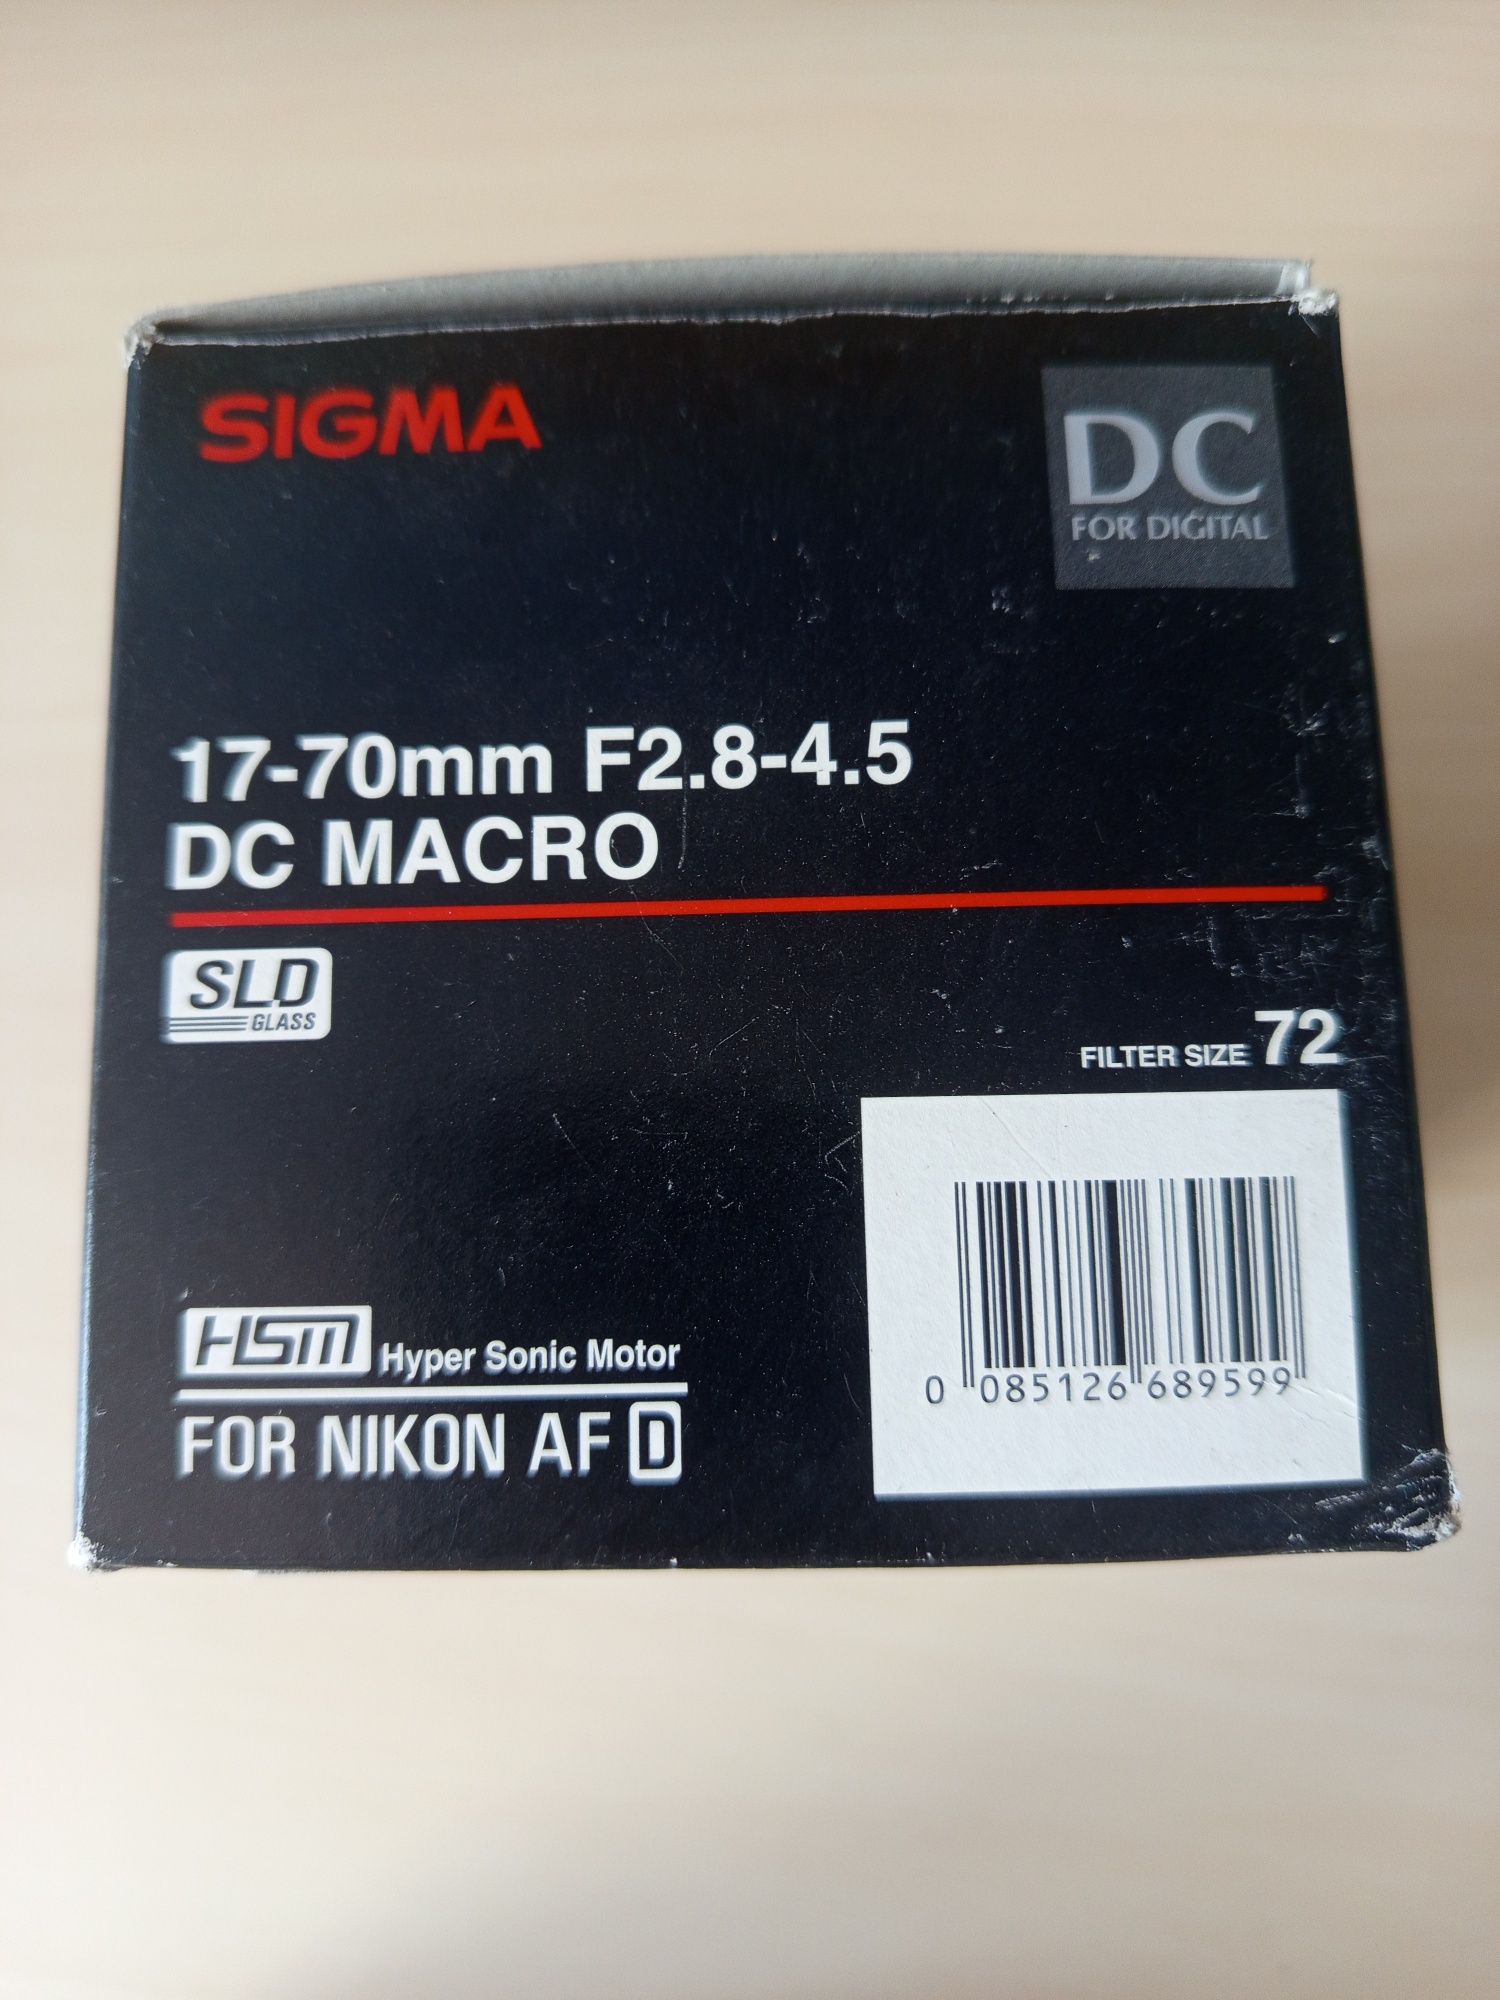 SIGMA
DC
FOR DIGITAL
17-70mm F2.8-4.5
DC MACRO
SLD
GLASS
FILTER SIZE 72
HSM Hyper Sonic Motor
FOR NIKON AF D
0 085126 689599